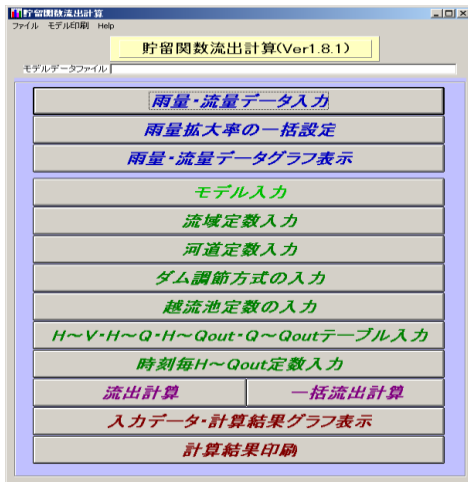 貯留関数流出計算
ファイル モデルの印刷 Help
貯留関数流出計算(Ver1.8.1)
モデルデータファイル
雨量・流量データ入力
雨量拡大率の一括設定
雨量・流量データグラフ表示
モデル入力
流域定数入力
河道定数入力
ダム調節方式の入力
越流池定数の入力
H～V・H～Q・H～Qout・Q～Qoutテーブル入力
時刻毎H～Qout定数入力
流出計算 一括流出計算
入力データ・計算結果グラフ表示
計算結果印刷